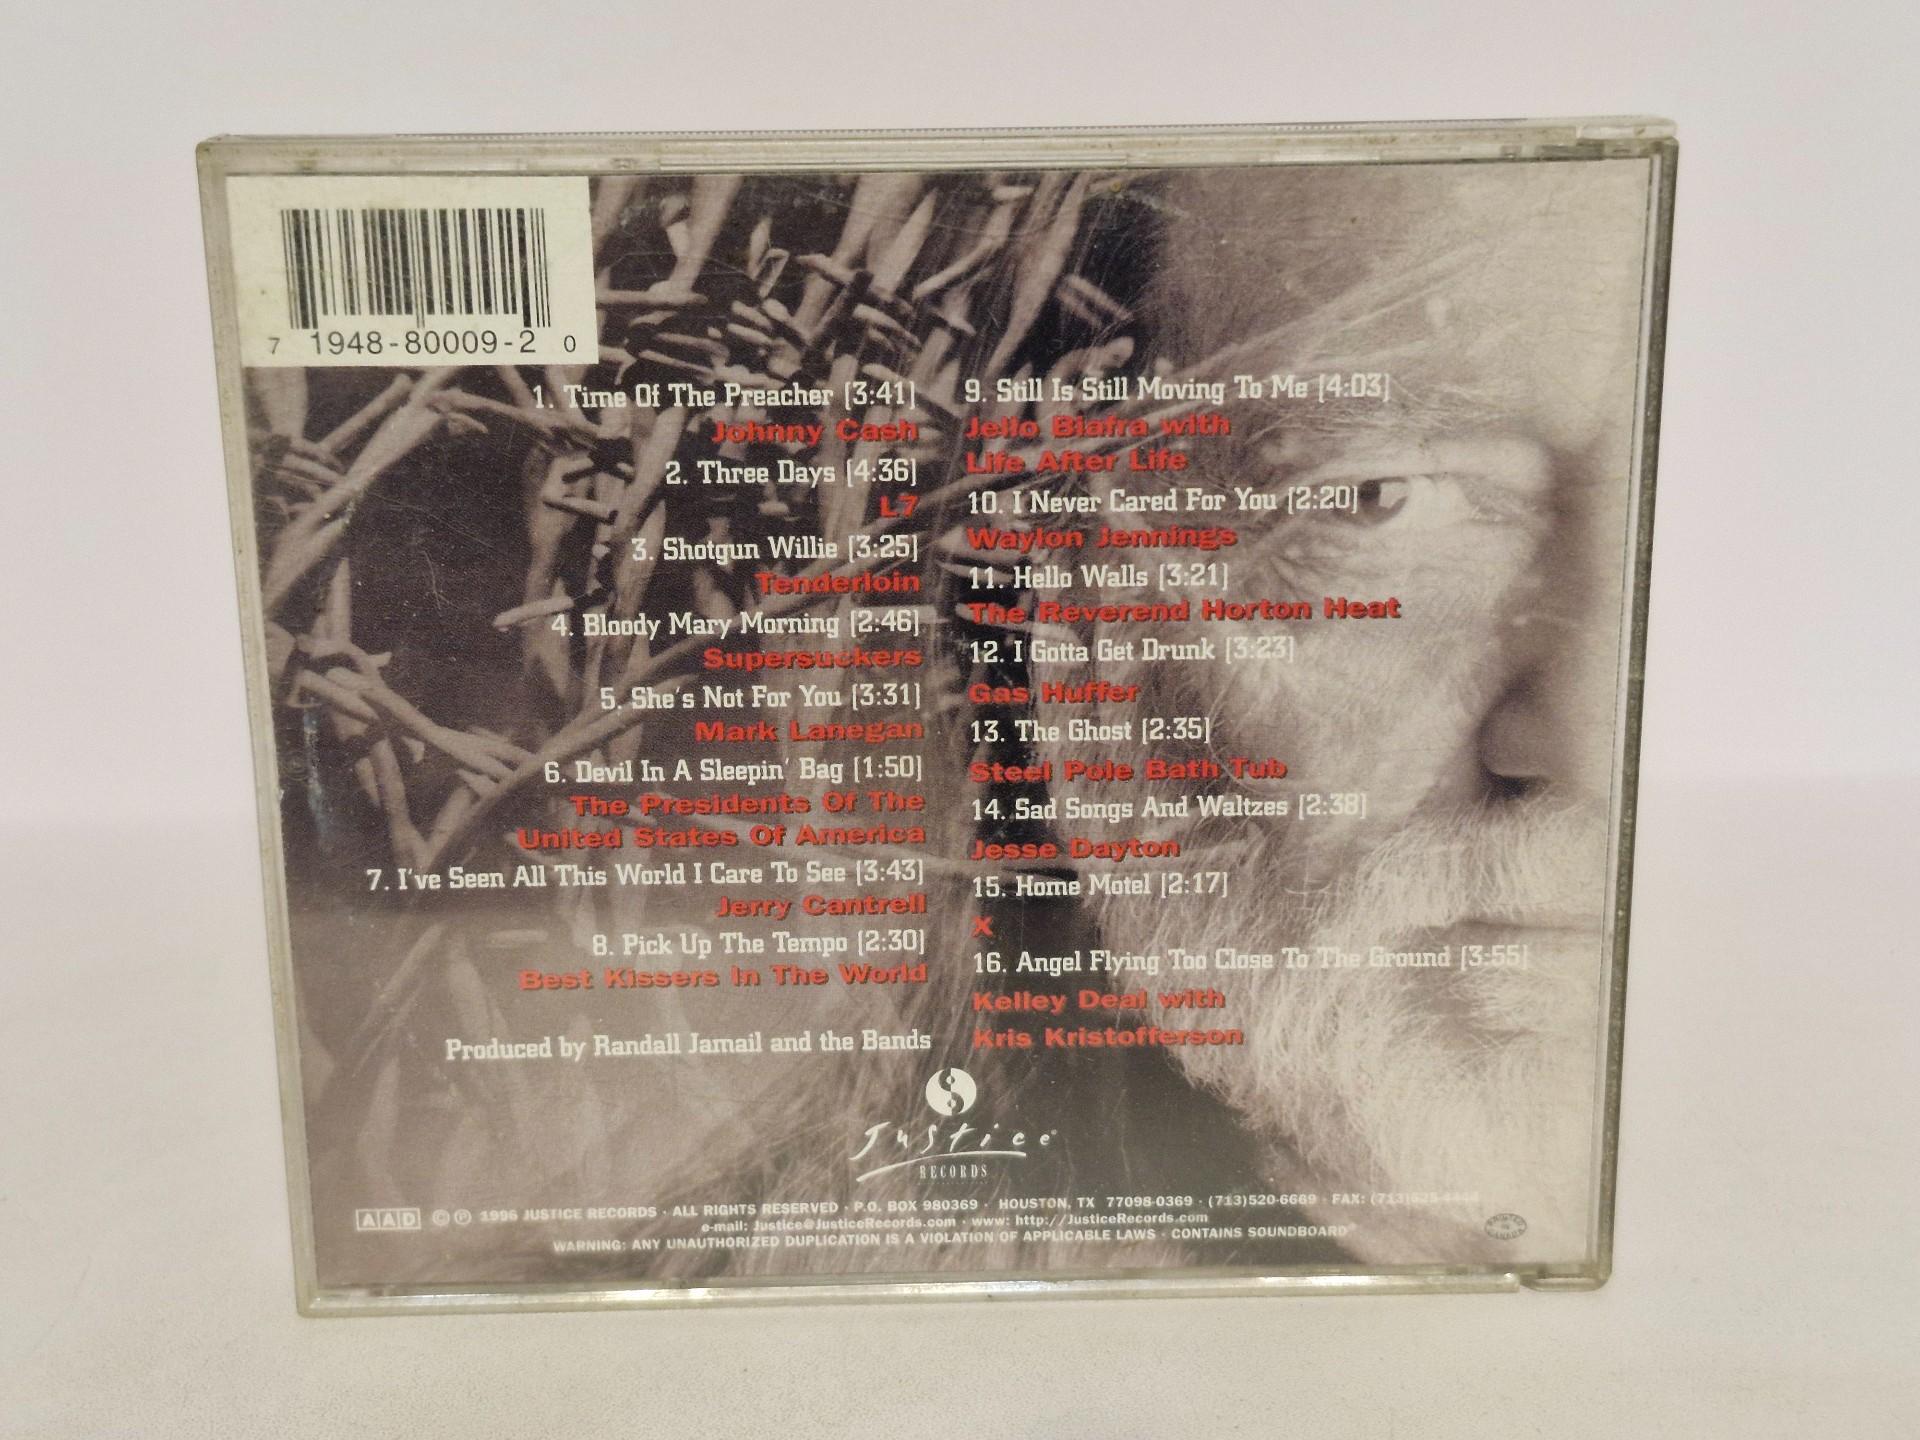 7 1948-80009-2 0
1. Time Of The Preacher [3:41]
Johnny Cash
2. Three Days [4:36]
L7
3. Shotgun Willie [3:25]
Tenderloin
4. Bloody Mary Morning [2:46]
Supersuckers
5. She's Not For You [3:31]
Mark Lanegan
6. Devil In A Sleepin' Bag [1:50]
The Presidents Of The
United States Of America
7. I've Seen All This World I Care To See [3:43]
Jerry Cantrell
8. Pick Up The Tempo [2:30]
Best Kissers In The World
Produced by Randall Jamail and the Bands
9. Still Is Still Moving To Me [4:03]
Jello Biafra with
Life After Life
10. I Never Cared For You [2:20]
Waylon Jennings
11. Hello Walls [3:21]
The Reverend Horton Heat
12. I Gotta Get Drunk [3:23]
Gas Huffer
13. The Ghost [2:35]
Steel Pole Bath Tub
14. Sad Songs And Waltzes [2:38]
Jesse Dayton
15. Home Motel [2:17]
X
16. Angel Flying Too Close To The Ground [3:55]
Kelley Deal with
Kris Kristofferson
Justice®
RECORDS
AAD © ℗ 1996 JUSTICE RECORDS · ALL RIGHTS RESERVED · P.O. BOX 980369 · HOUSTON, TX 77098-0369 · (713)520-6669 · FAX: (713)
e-mail: Justice@JusticeRecords.com · www: http://JusticeRecords.com
WARNING: ANY UNAUTHORIZED DUPLICATION IS A VIOLATION OF APPLICABLE LAWS · CONTAINS SOUNDBOARD®